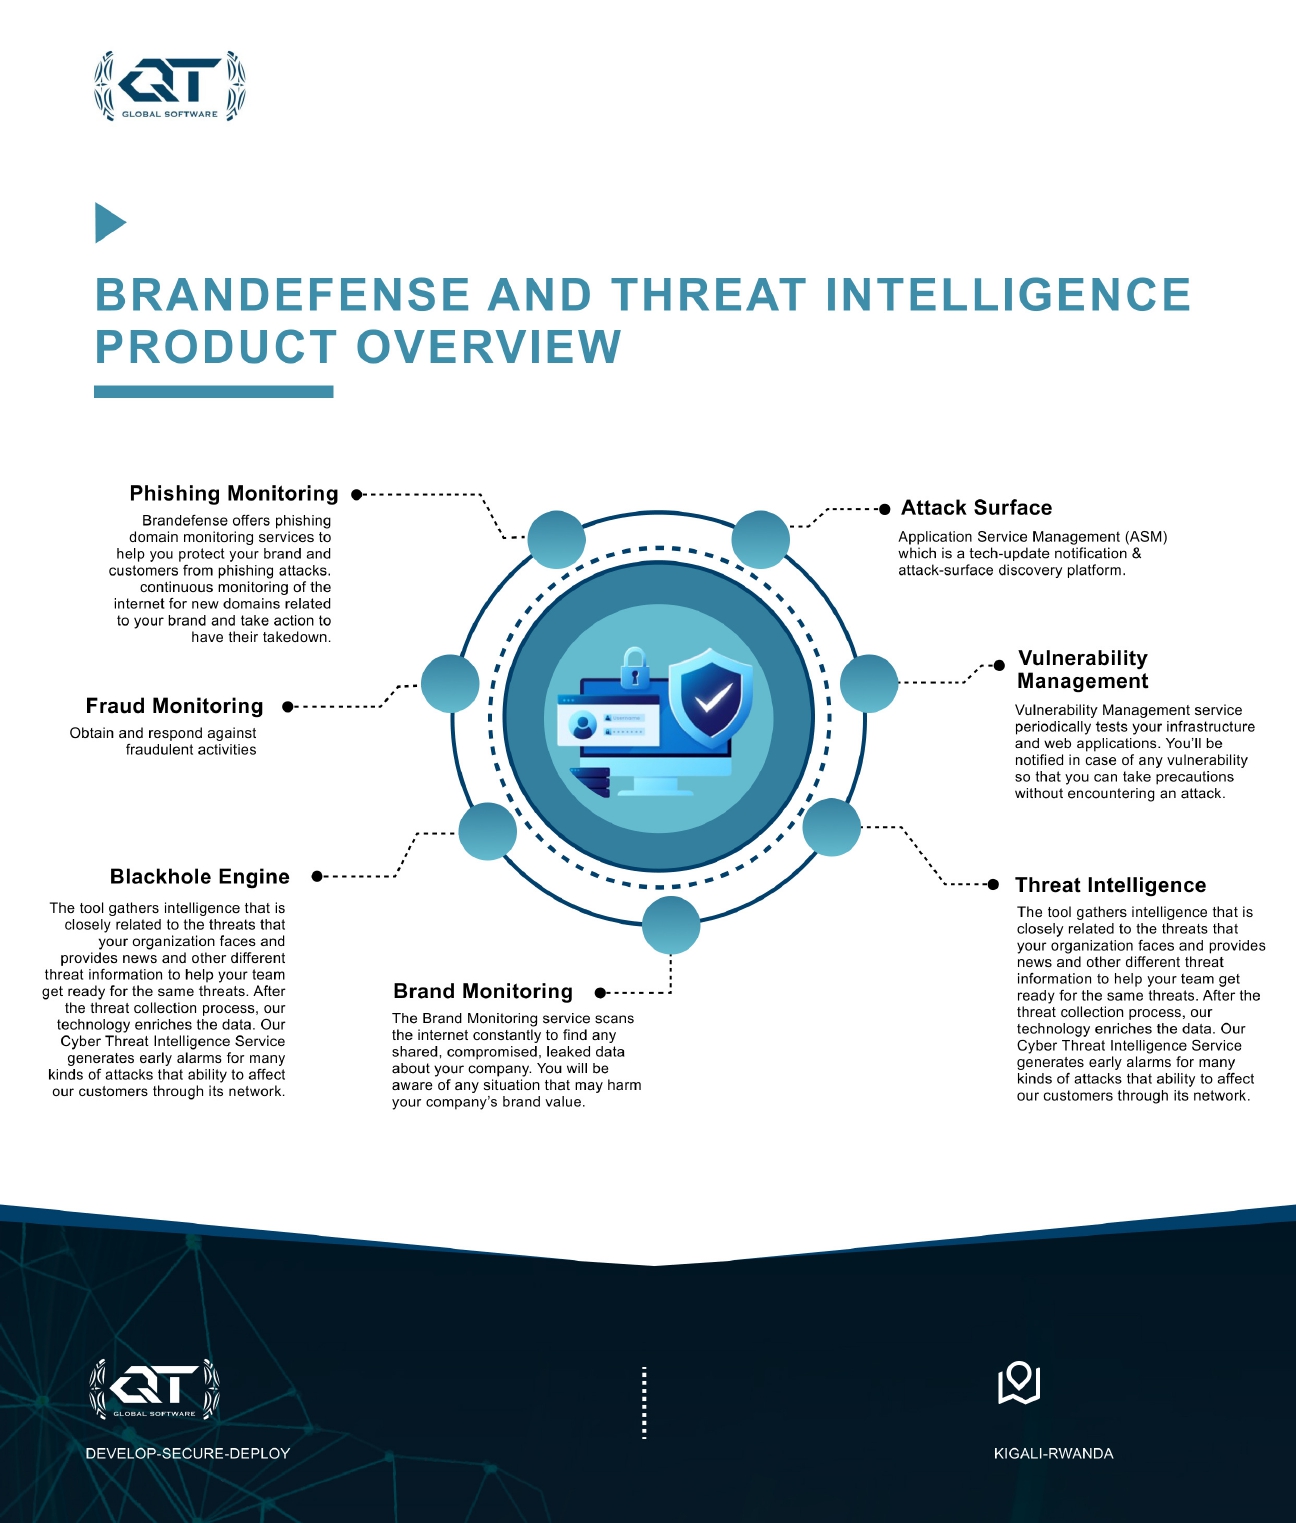 QT
GLOBAL SOFTWARE
BRANDEFENSE AND THREAT INTELLIGENCE
PRODUCT OVERVIEW
Phishing Monitoring
Brandefense offers phishing
domain monitoring services to
help you protect your brand and
customers from phishing attacks.
continuous monitoring of the
internet for new domains related
to your brand and take action to
have their takedown.
Fraud Monitoring
Obtain and respond against
fraudulent activities
Blackhole Engine
The tool gathers intelligence that is
closely related to the threats that
your organization faces and
provides news and other different
threat information to help your team
get ready for the same threats. After
the threat collection process, our
technology enriches the data. Our
Cyber Threat Intelligence Service
generates early alarms for many
kinds of attacks that ability to affect
our customers through its network.
Brand Monitoring
The Brand Monitoring service scans
the internet constantly to find any
shared, compromised, leaked data
about your company. You will be
aware of any situation that may harm
your company's brand value.
Attack Surface
Application Service Management (ASM)
which is a tech-update notification &
attack-surface discovery platform.
Vulnerability
Management
Vulnerability Management service
periodically tests your infrastructure
and web applications. You'll be
notified in case of any vulnerability
so that you can take precautions
without encountering an attack.
Threat Intelligence
The tool gathers intelligence that is
closely related to the threats that
your organization faces and provides
news and other different threat
information to help your team get
ready for the same threats. After the
threat collection process, our
technology enriches the data. Our
Cyber Threat Intelligence Service
generates early alarms for many
kinds of attacks that ability to affect
our customers through its network.
QT
GLOBAL SOFTWARE
DEVELOP-SECURE-DEPLOY
KIGALI-RWANDA